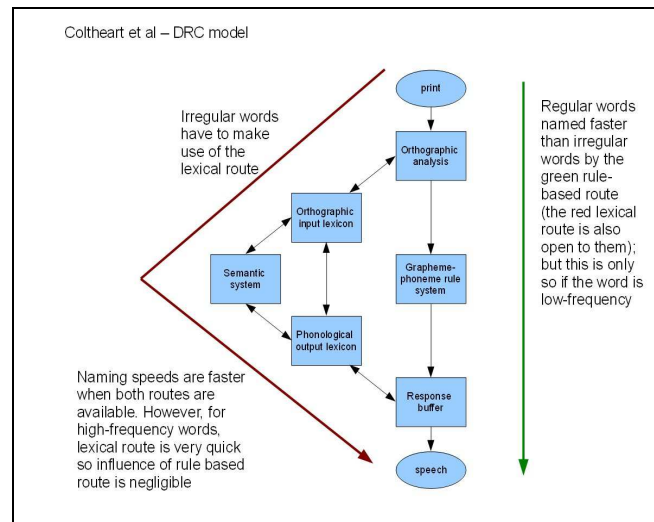 Coltheart et al – DRC model
print
Irregular words
have to make
use of the
lexical route
Orthographic
analysis
Regular words
named faster
than irregular
words by the
green rule-
based route
(the red lexical
route is also
open to them);
but this is only
so if the word is
low-frequency
Orthographic
input lexicon
Semantic
system
Grapheme-
phoneme rule
system
Phonological
output lexicon
Naming speeds are faster
when both routes are
available. However, for
high-frequency words,
lexical route is very quick
so influence of rule based
route is negligible
Response
buffer
speech